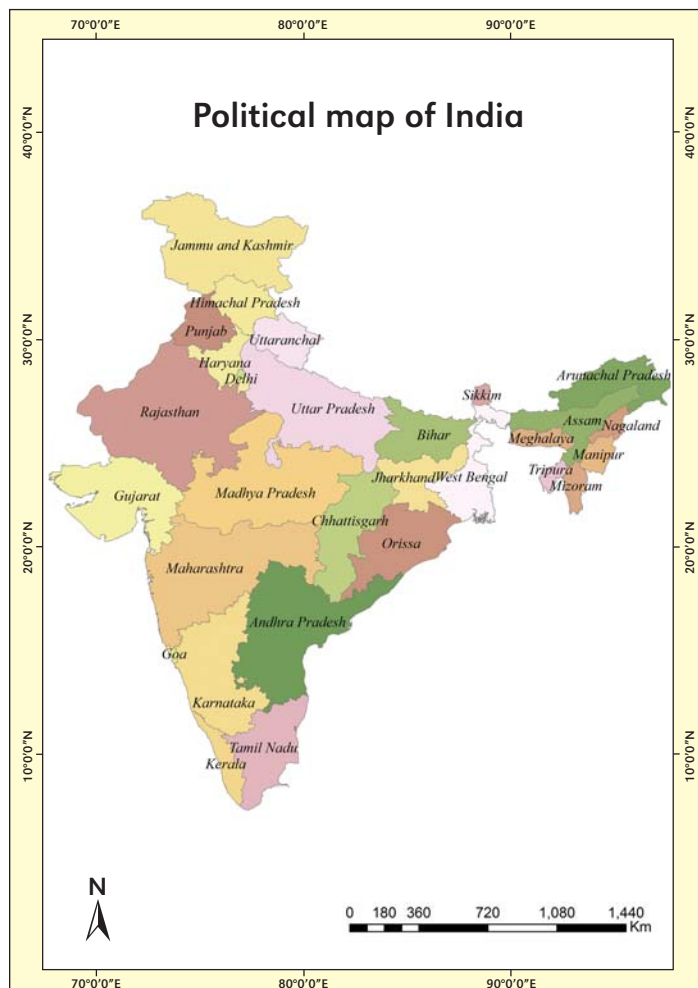 70°0'0"E 80°0'0"E 90°0'0"E
Political map of India
40°0'0"N 40°0'0"N
Jammu and Kashmir
Himachal Pradesh
Punjab
Uttaranchal
30°0'0"N 30°0'0"N
Haryana
Delhi
Arunachal Pradesh
Sikkim
Rajasthan
Uttar Pradesh
Assam
Nagaland
Bihar
Meghalaya
Manipur
Jharkhand
West Bengal
Tripura
Mizoram
Gujarat
Madhya Pradesh
Chhattisgarh
20°0'0"N 20°0'0"N
Orissa
Maharashtra
Andhra Pradesh
Goa
Karnataka
Tamil Nadu
Kerala
10°0'0"N 10°0'0"N
N
0 180 360 720 1,080 1,440
Km
70°0'0"E 80°0'0"E 90°0'0"E